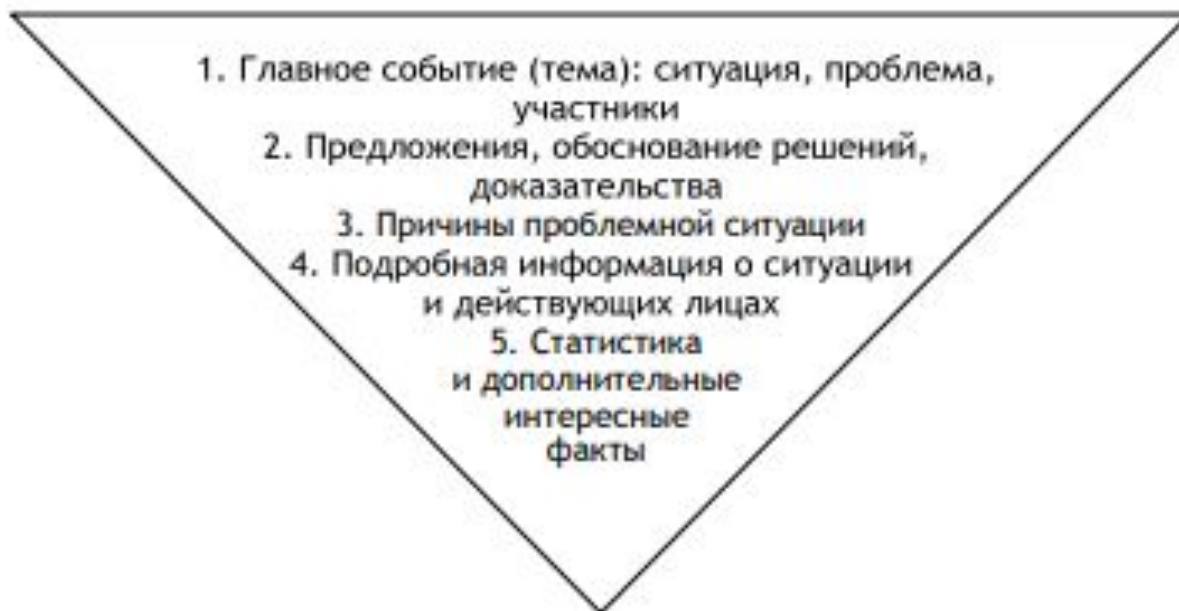 1. Главное событие (тема): ситуация, проблема,
участники
2. Предложения, обоснование решений,
доказательства
3. Причины проблемной ситуации
4. Подробная информация о ситуации
и действующих лицах
5. Статистика
и дополнительные
интересные
факты